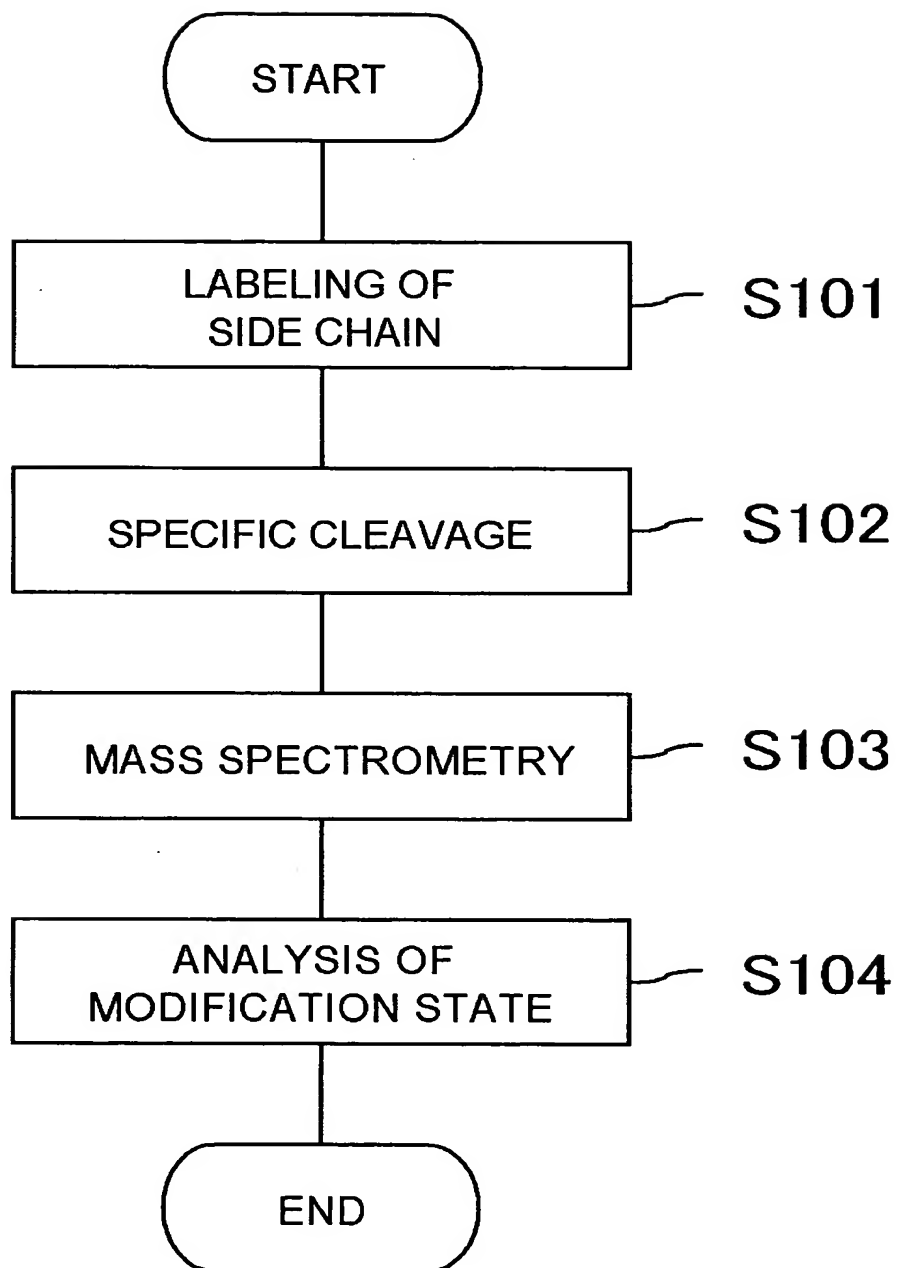 START
LABELING OF
SIDE CHAIN
S101
SPECIFIC CLEAVAGE
S102
MASS SPECTROMETRY
S103
ANALYSIS OF
MODIFICATION STATE
S104
END